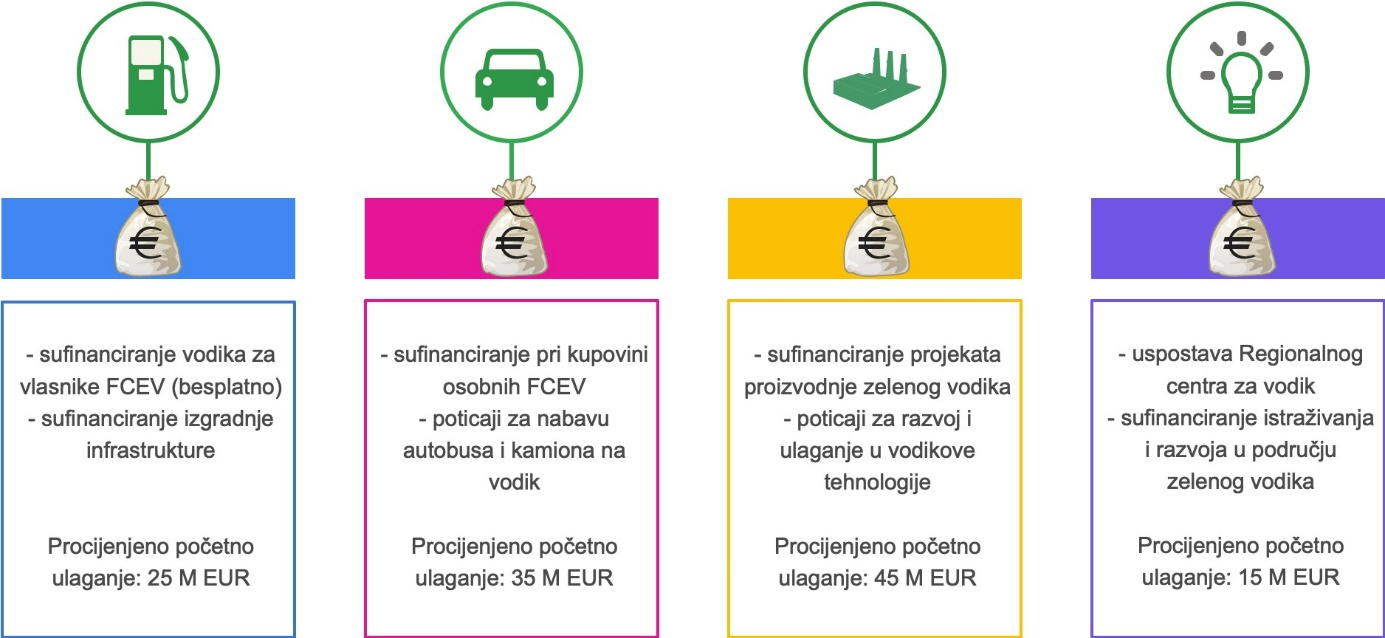 €
- sufinanciranje vodika za
vlasnike FCEV (besplatno)
- sufinanciranje izgradnje
infrastrukture
Procijenjeno početno
ulaganje: 25 M EUR
€
- sufinanciranje pri kupovini
osobnih FCEV
- poticaji za nabavu
autobusa i kamiona na
vodik
Procijenjeno početno
ulaganje: 35 M EUR
€
- sufinanciranje projekata
proizvodnje zelenog vodika
- poticaji za razvoj i
ulaganje u vodikove
tehnologije
Procijenjeno početno
ulaganje: 45 M EUR
€
- uspostava Regionalnog
centra za vodik
- sufinanciranje istraživanja
i razvoja u području
zelenog vodika
Procijenjeno početno
ulaganje: 15 M EUR